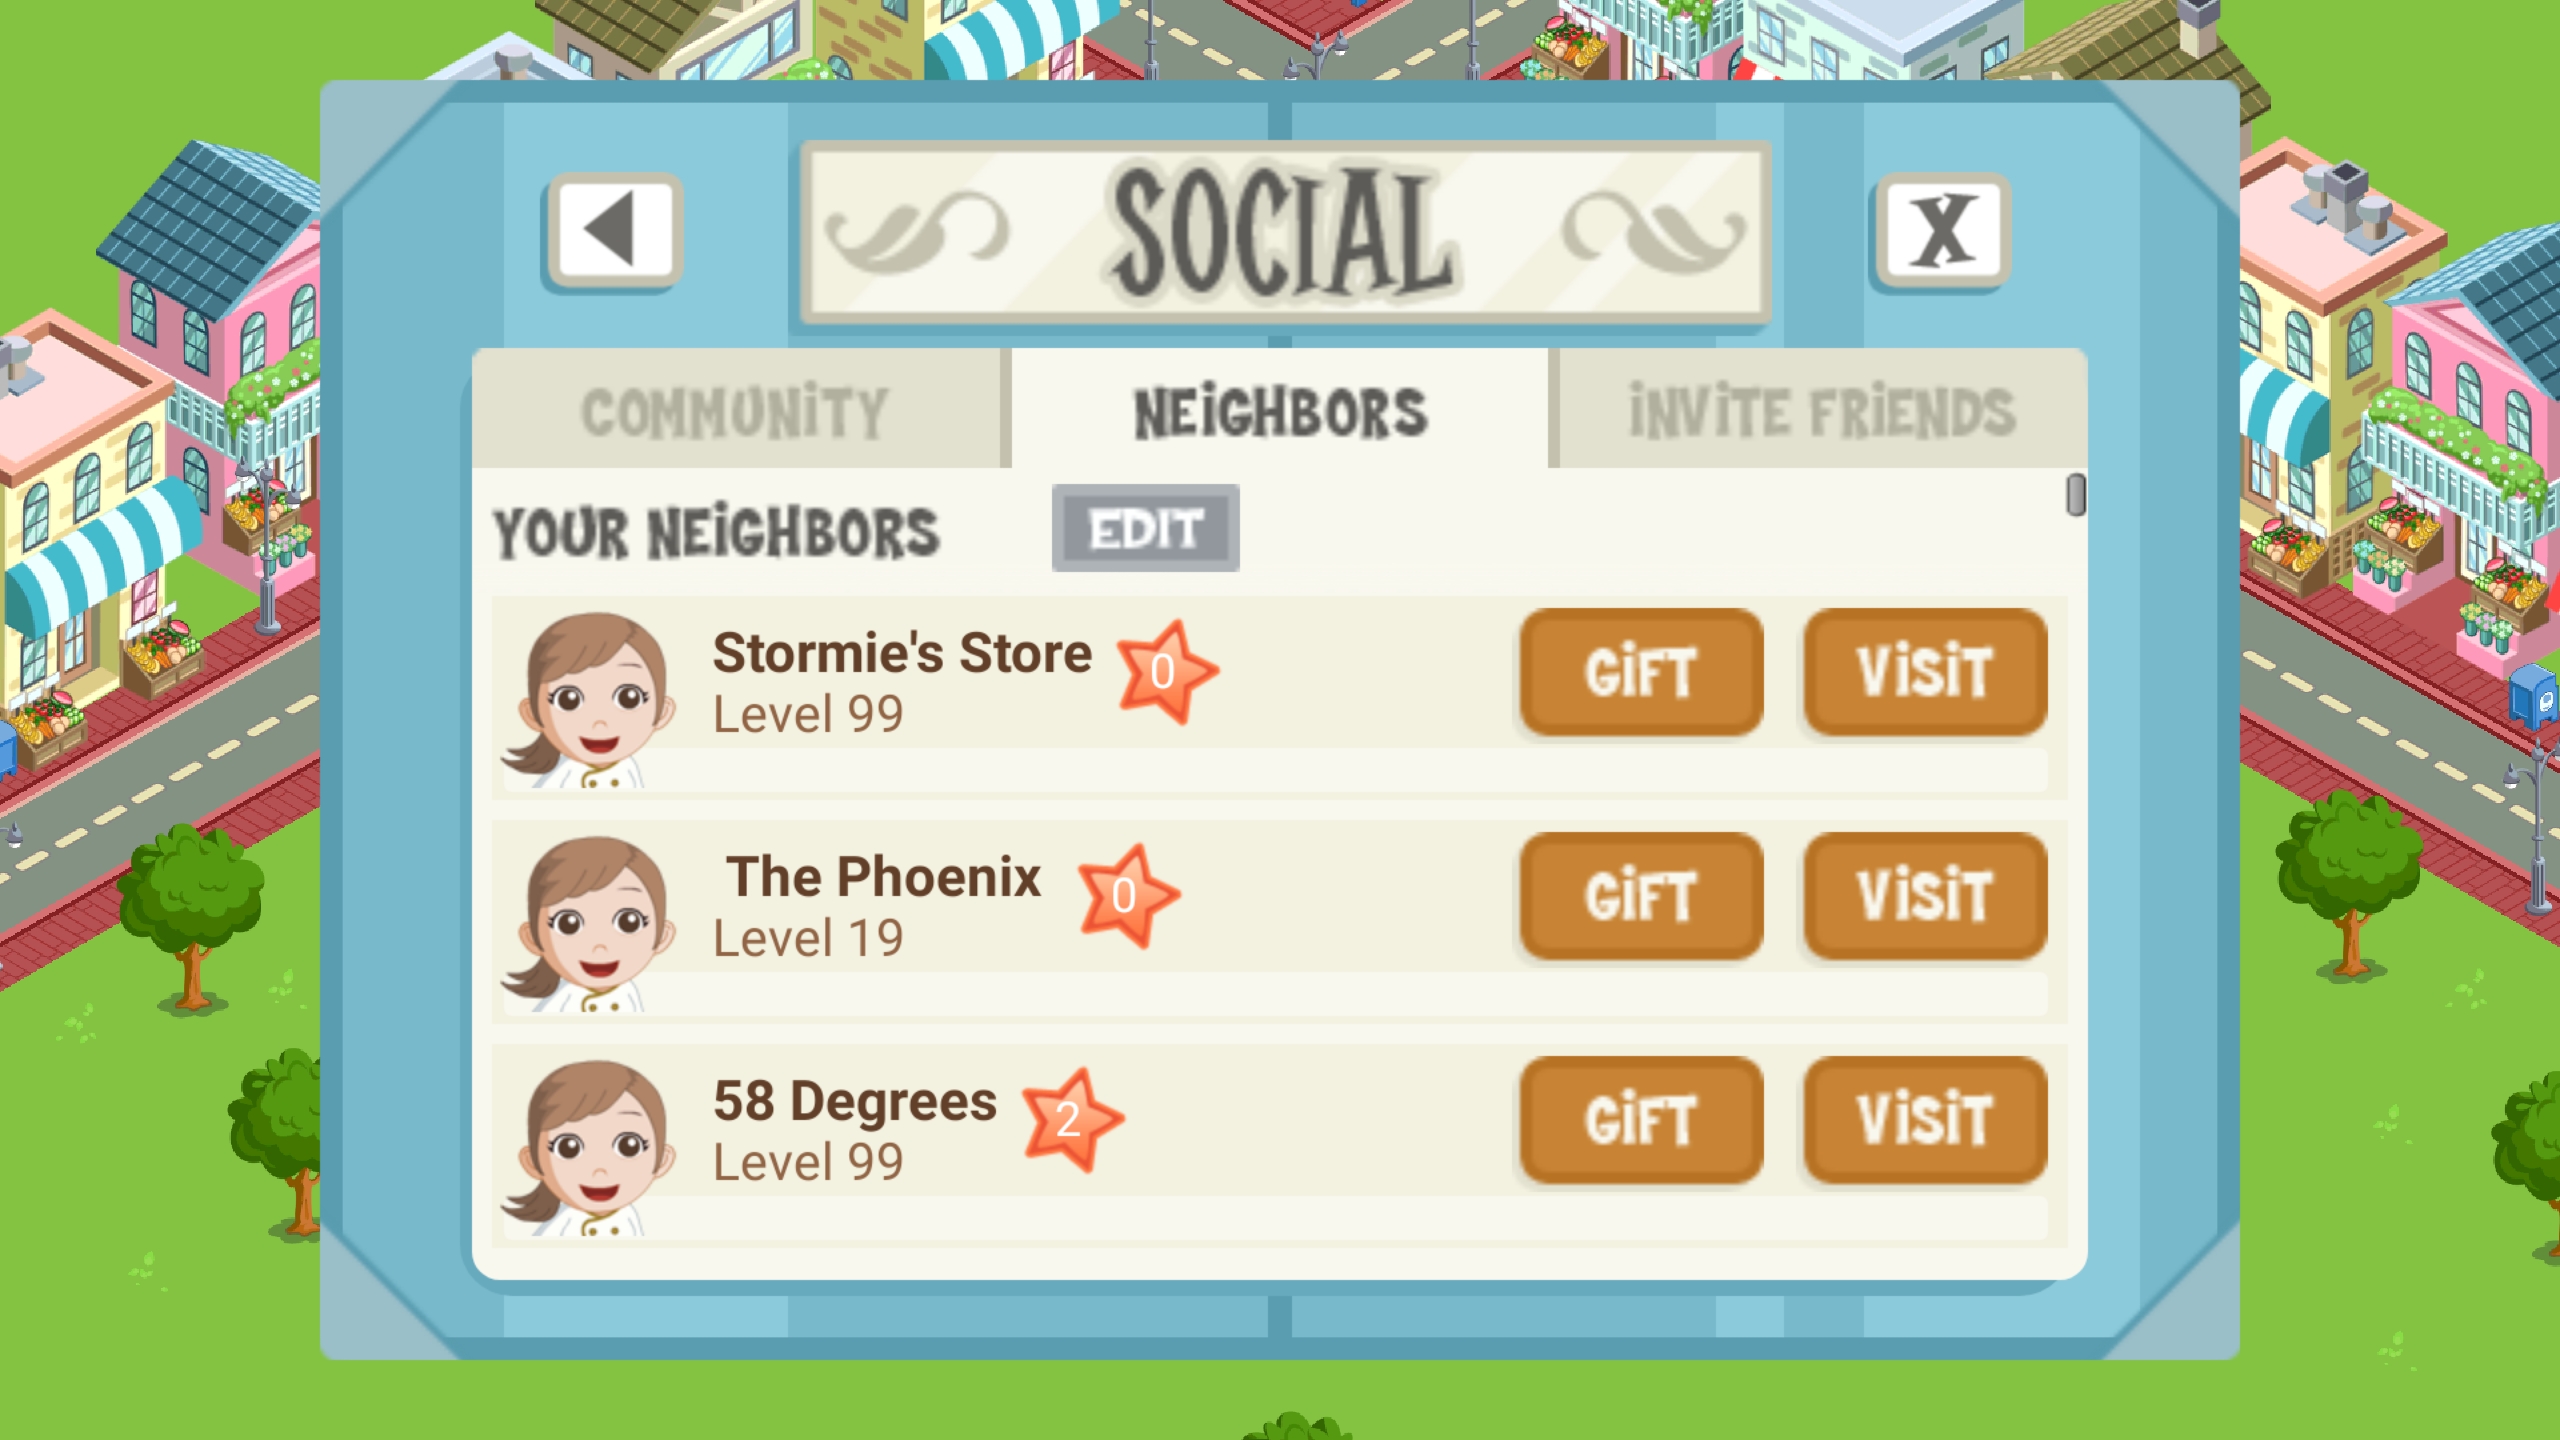 SOCIAL
X
COMMUNITY
NEIGHBORS
INVITE FRIENDS
YOUR NEIGHBORS
EDIT
Stormie's Store
0
Level 99
GIFT
VISIT
The Phoenix
0
Level 19
GIFT
VISIT
58 Degrees
2
Level 99
GIFT
VISIT